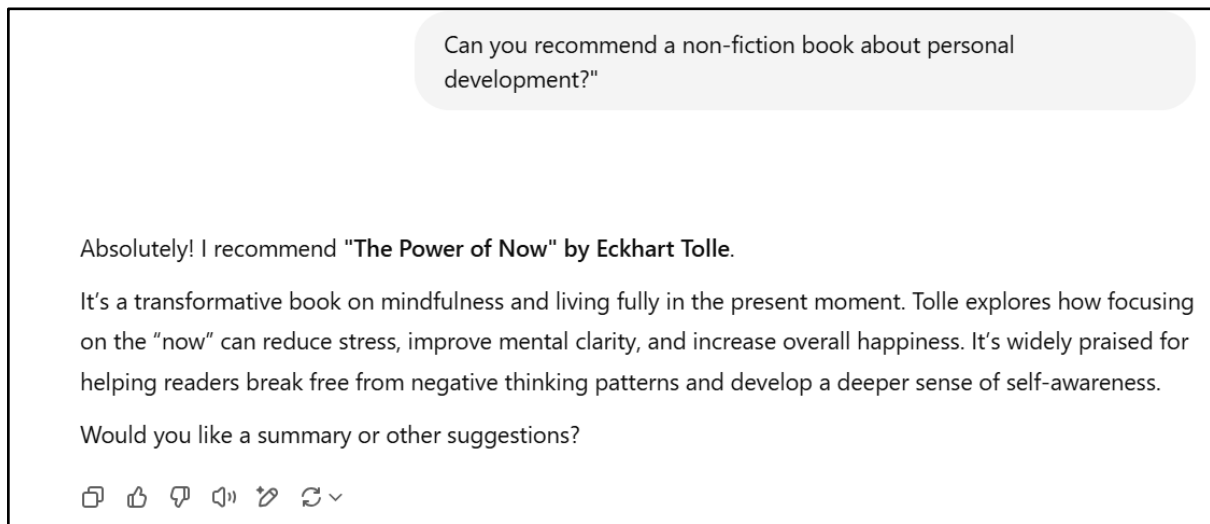 Can you recommend a non-fiction book about personal
development?"
Absolutely! I recommend "The Power of Now" by Eckhart Tolle.
It’s a transformative book on mindfulness and living fully in the present moment. Tolle explores how focusing
on the “now” can reduce stress, improve mental clarity, and increase overall happiness. It’s widely praised for
helping readers break free from negative thinking patterns and develop a deeper sense of self-awareness.
Would you like a summary or other suggestions?